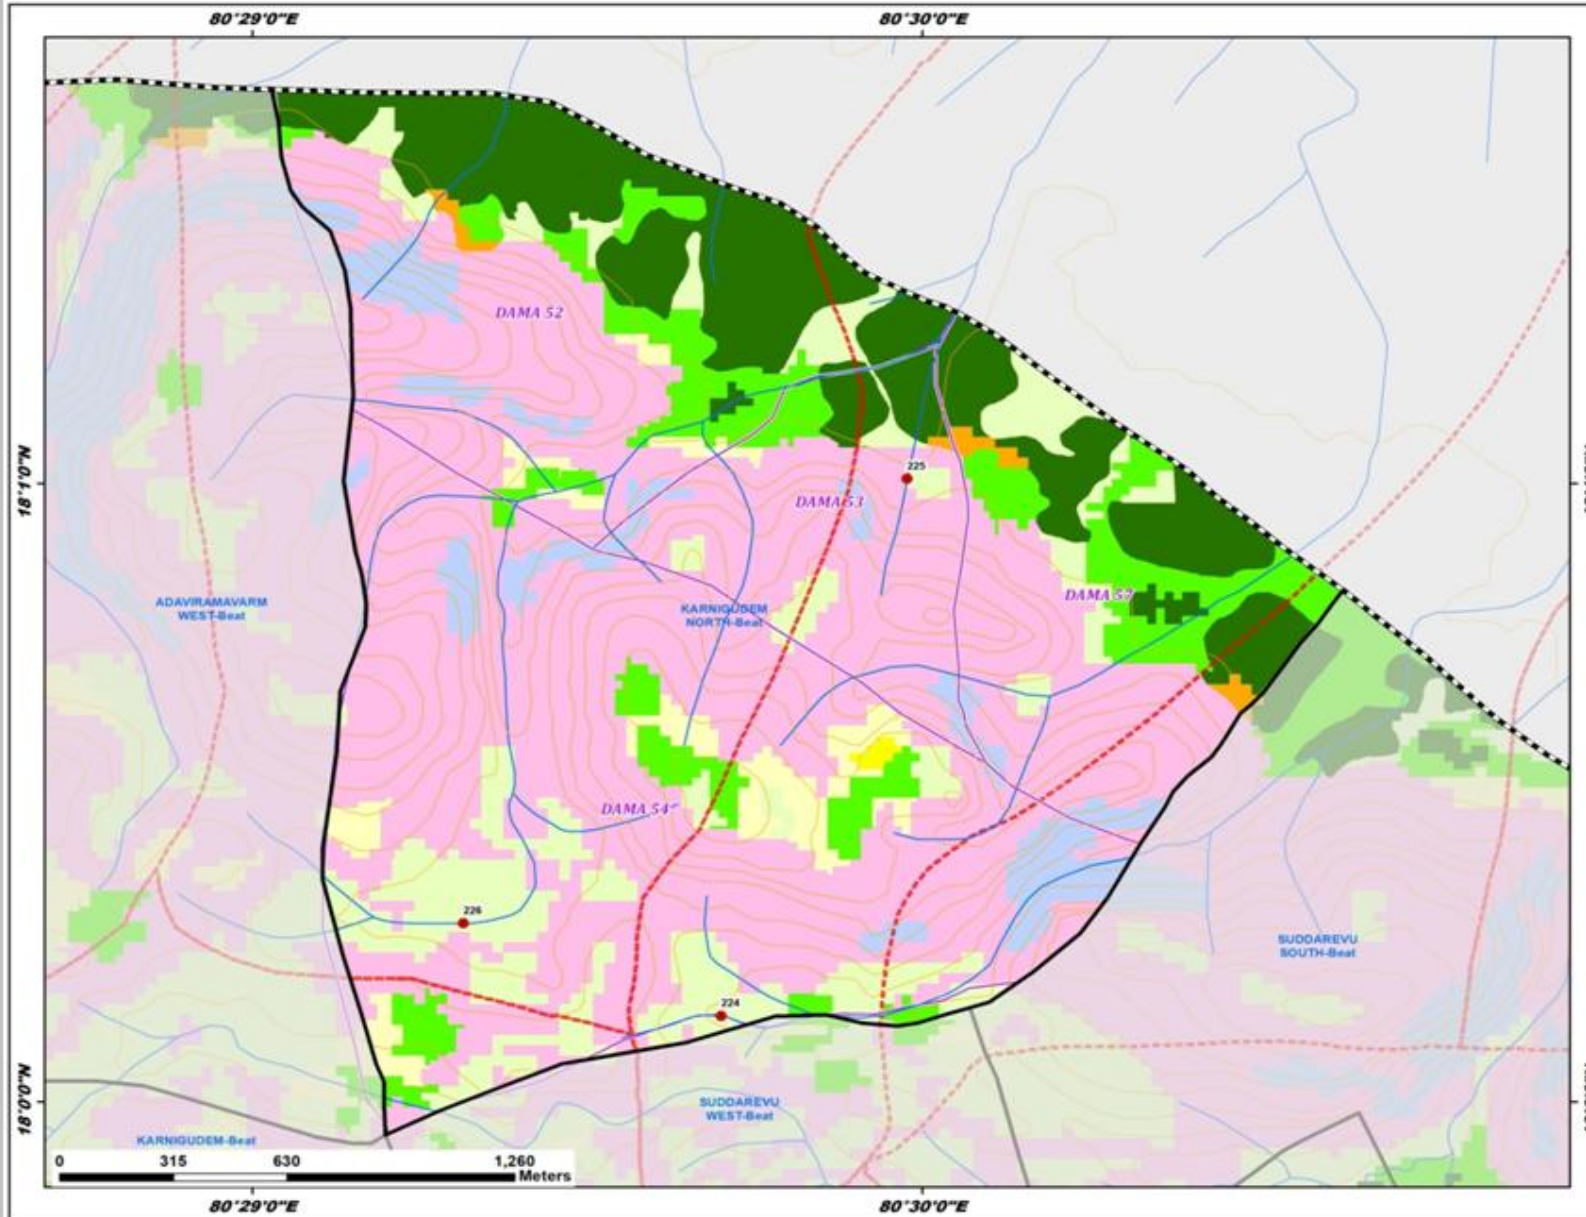 80°29'0"E
80°30'0"E
DAMA 52
18°1'0"N
225
DAMA 53
ADAVIRAMAVARM
WEST-Beat
KARNIGUDEM
NORTH-Beat
DAMA 57
DAMA 54
226
SUDDAREVU
SOUTH-Beat
224
18°0'0"N
SUDDAREVU
WEST-Beat
KARNIGUDEM-Beat
0 315 630 1,260
Meters
80°29'0"E
80°30'0"E